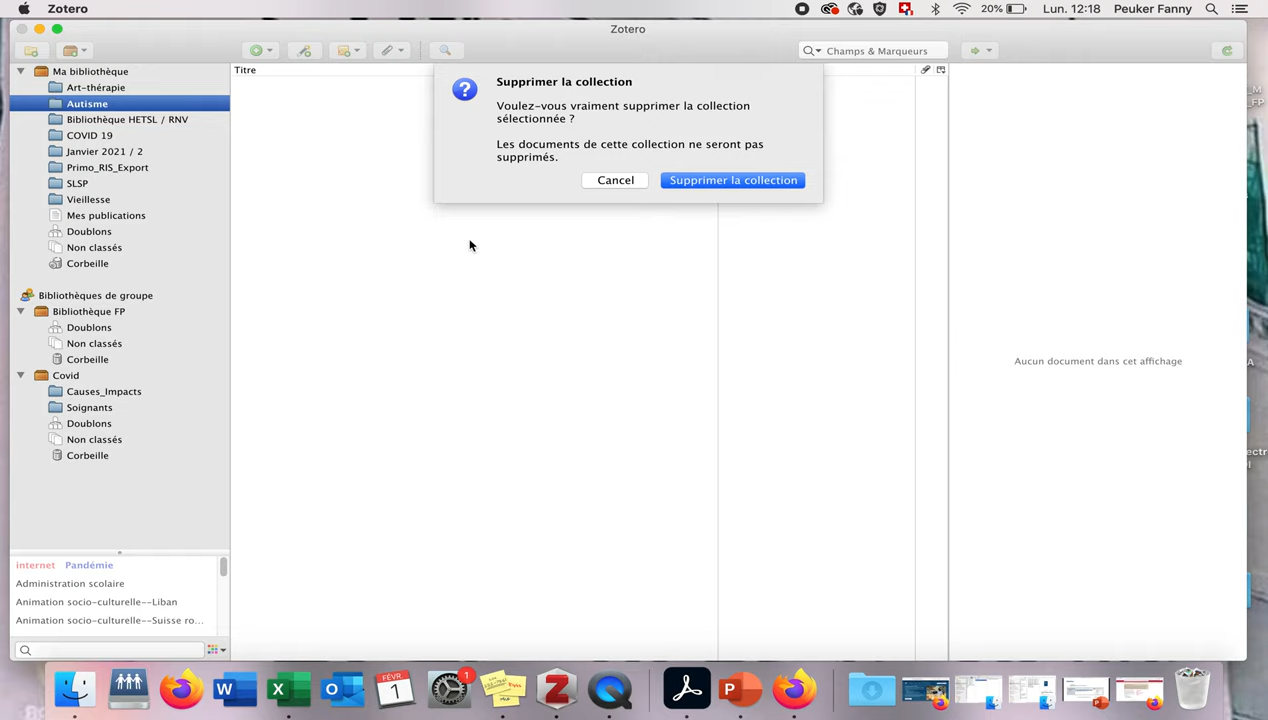 Zotero
20%
Lun. 12:18
Peuker Fanny
Zotero
Champs & Marqueurs
Ma bibliothèque
Art-thérapie
Autisme
Bibliothèque HETSL / RNV
COVID 19
Janvier 2021 / 2
Primo_RIS_Export
SLSP
Vieillesse
Mes publications
Doublons
Non classés
Corbeille
Bibliothèques de groupe
Bibliothèque FP
Doublons
Non classés
Corbeille
Covid
Causes_Impacts
Soignants
Doublons
Non classés
Corbeille
internet Pandémie
Administration scolaire
Animation socio-culturelle--Liban
Animation socio-culturelle--Suisse ro...
Titre
Supprimer la collection
Voulez-vous vraiment supprimer la collection
sélectionnée ?
Les documents de cette collection ne seront pas
supprimés.
Cancel
Supprimer la collection
Aucun document dans cet affichage
FÉVR.
1
1